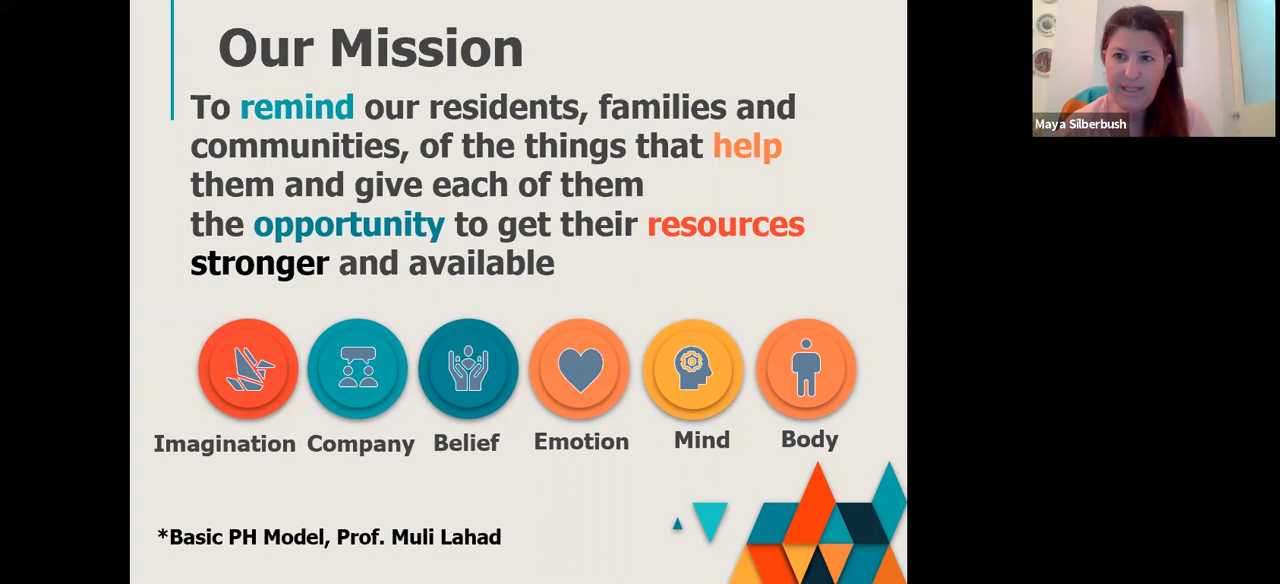 Our Mission
To remind our residents, families and
communities, of the things that help
them and give each of them
the opportunity to get their resources
stronger and available
Imagination Company Belief Emotion Mind Body
*Basic PH Model, Prof. Muli Lahad
Maya Silberbush